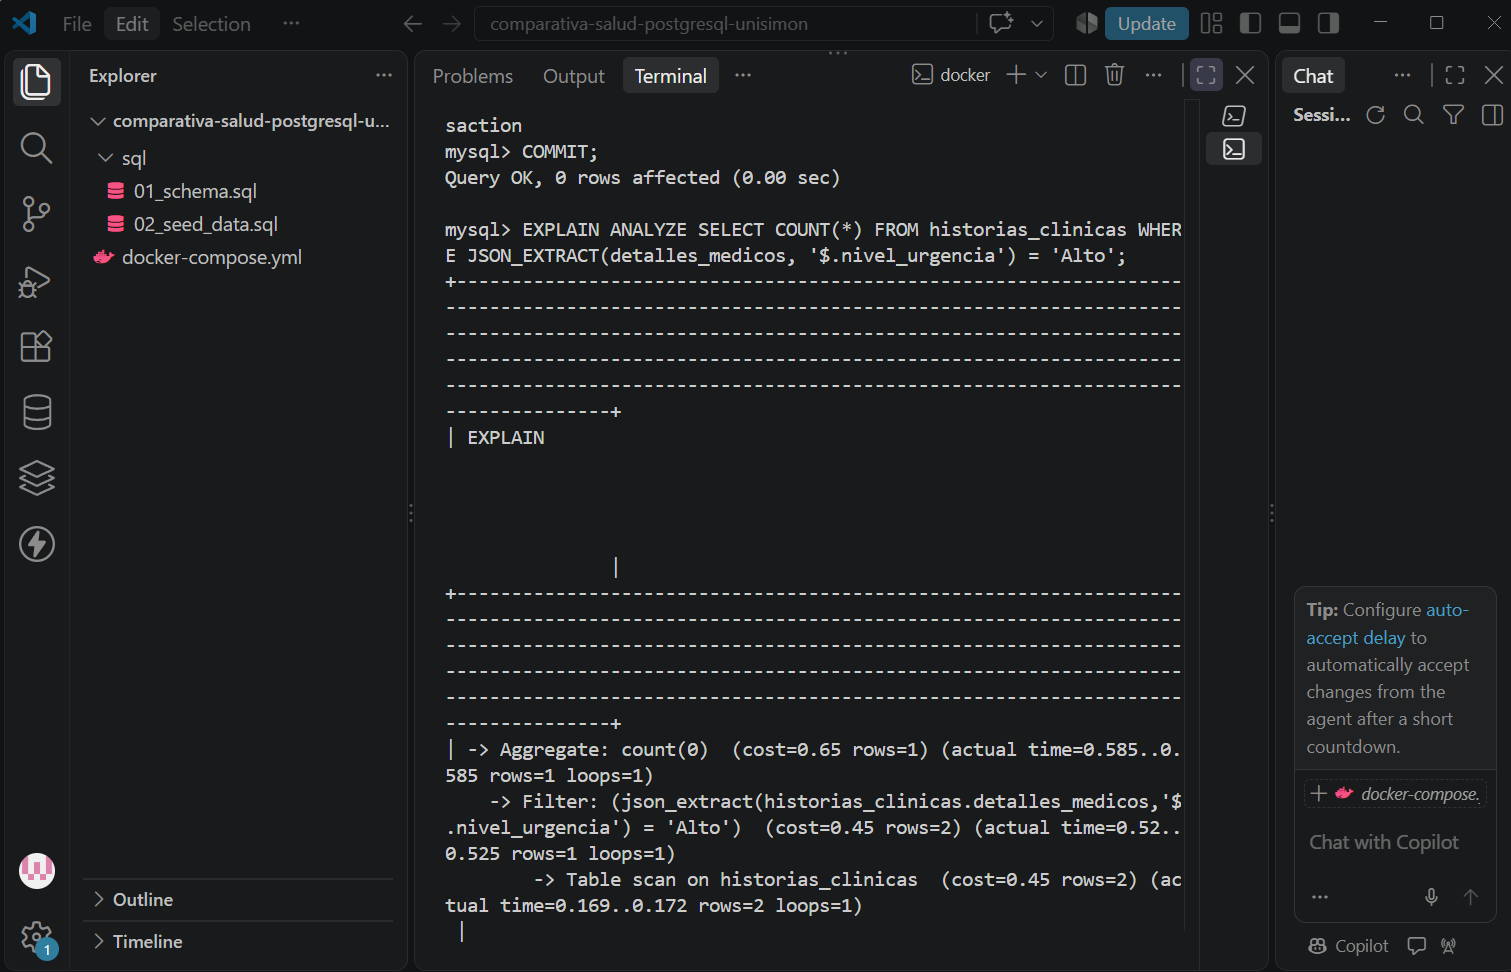 File Edit Selection ··· comparativa-salud-postgresql-unisimon Update
Explorer ···
comparativa-salud-postgresql-u...
sql
01_schema.sql
02_seed_data.sql
docker-compose.yml
Outline
Timeline
1
Problems Output Terminal ··· docker ···
saction
mysql> COMMIT;
Query OK, 0 rows affected (0.00 sec)
mysql> EXPLAIN ANALYZE SELECT COUNT(*) FROM historias_clinicas WHER
E JSON_EXTRACT(detalles_medicos, '$.nivel_urgencia') = 'Alto';
+------------------------------------------------------------------
-------------------------------------------------------------------
-------------------------------------------------------------------
-------------------------------------------------------------------
-------------------------------------------------------------------
---------------+
| EXPLAIN
|
+------------------------------------------------------------------
-------------------------------------------------------------------
-------------------------------------------------------------------
-------------------------------------------------------------------
-------------------------------------------------------------------
---------------+
| -> Aggregate: count(0)  (cost=0.65 rows=1) (actual time=0.585..0.
585 rows=1 loops=1)
    -> Filter: (json_extract(historias_clinicas.detalles_medicos,'$
.nivel_urgencia') = 'Alto')  (cost=0.45 rows=2) (actual time=0.52..
0.525 rows=1 loops=1)
        -> Table scan on historias_clinicas  (cost=0.45 rows=2) (ac
tual time=0.169..0.172 rows=2 loops=1)
|
Chat ···
Sessi...
Tip: Configure auto-
accept delay to
automatically accept
changes from the
agent after a short
countdown.
docker-compose.
Chat with Copilot
···
Copilot